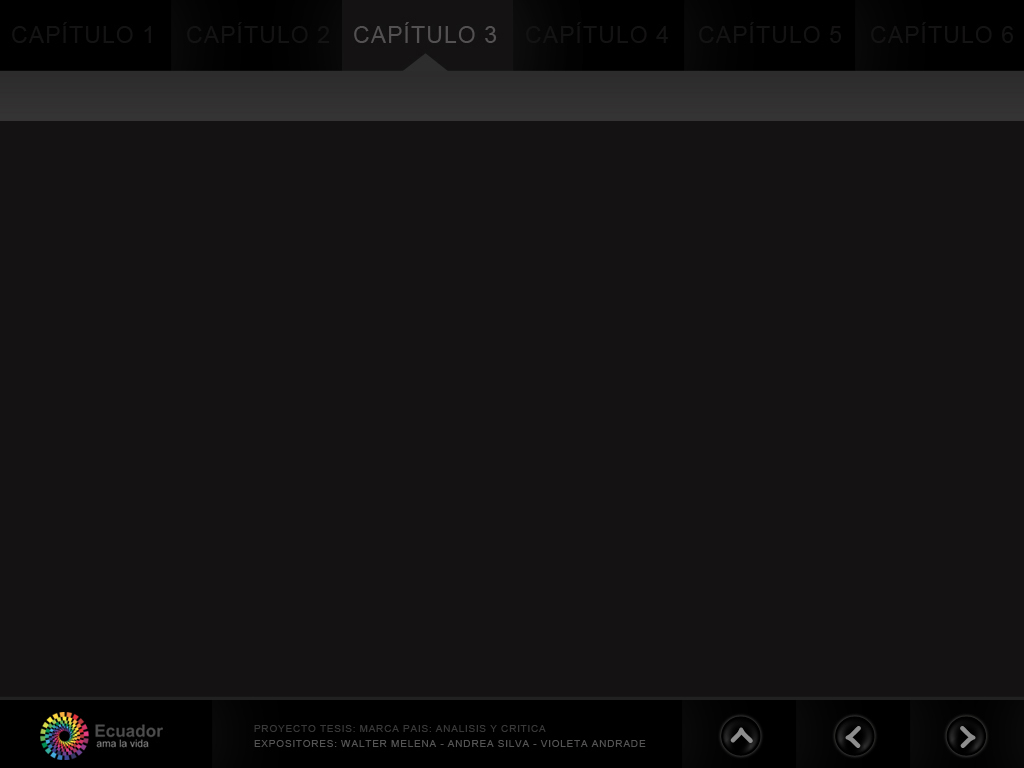 CAPÍTULO 1 CAPÍTULO 2 CAPÍTULO 3 CAPÍTULO 4 CAPÍTULO 5 CAPÍTULO 6
Ecuador
ama la vida
PROYECTO TESIS: MARCA PAIS: ANALISIS Y CRITICA
EXPOSITORES: WALTER MELENA - ANDREA SILVA - VIOLETA ANDRADE